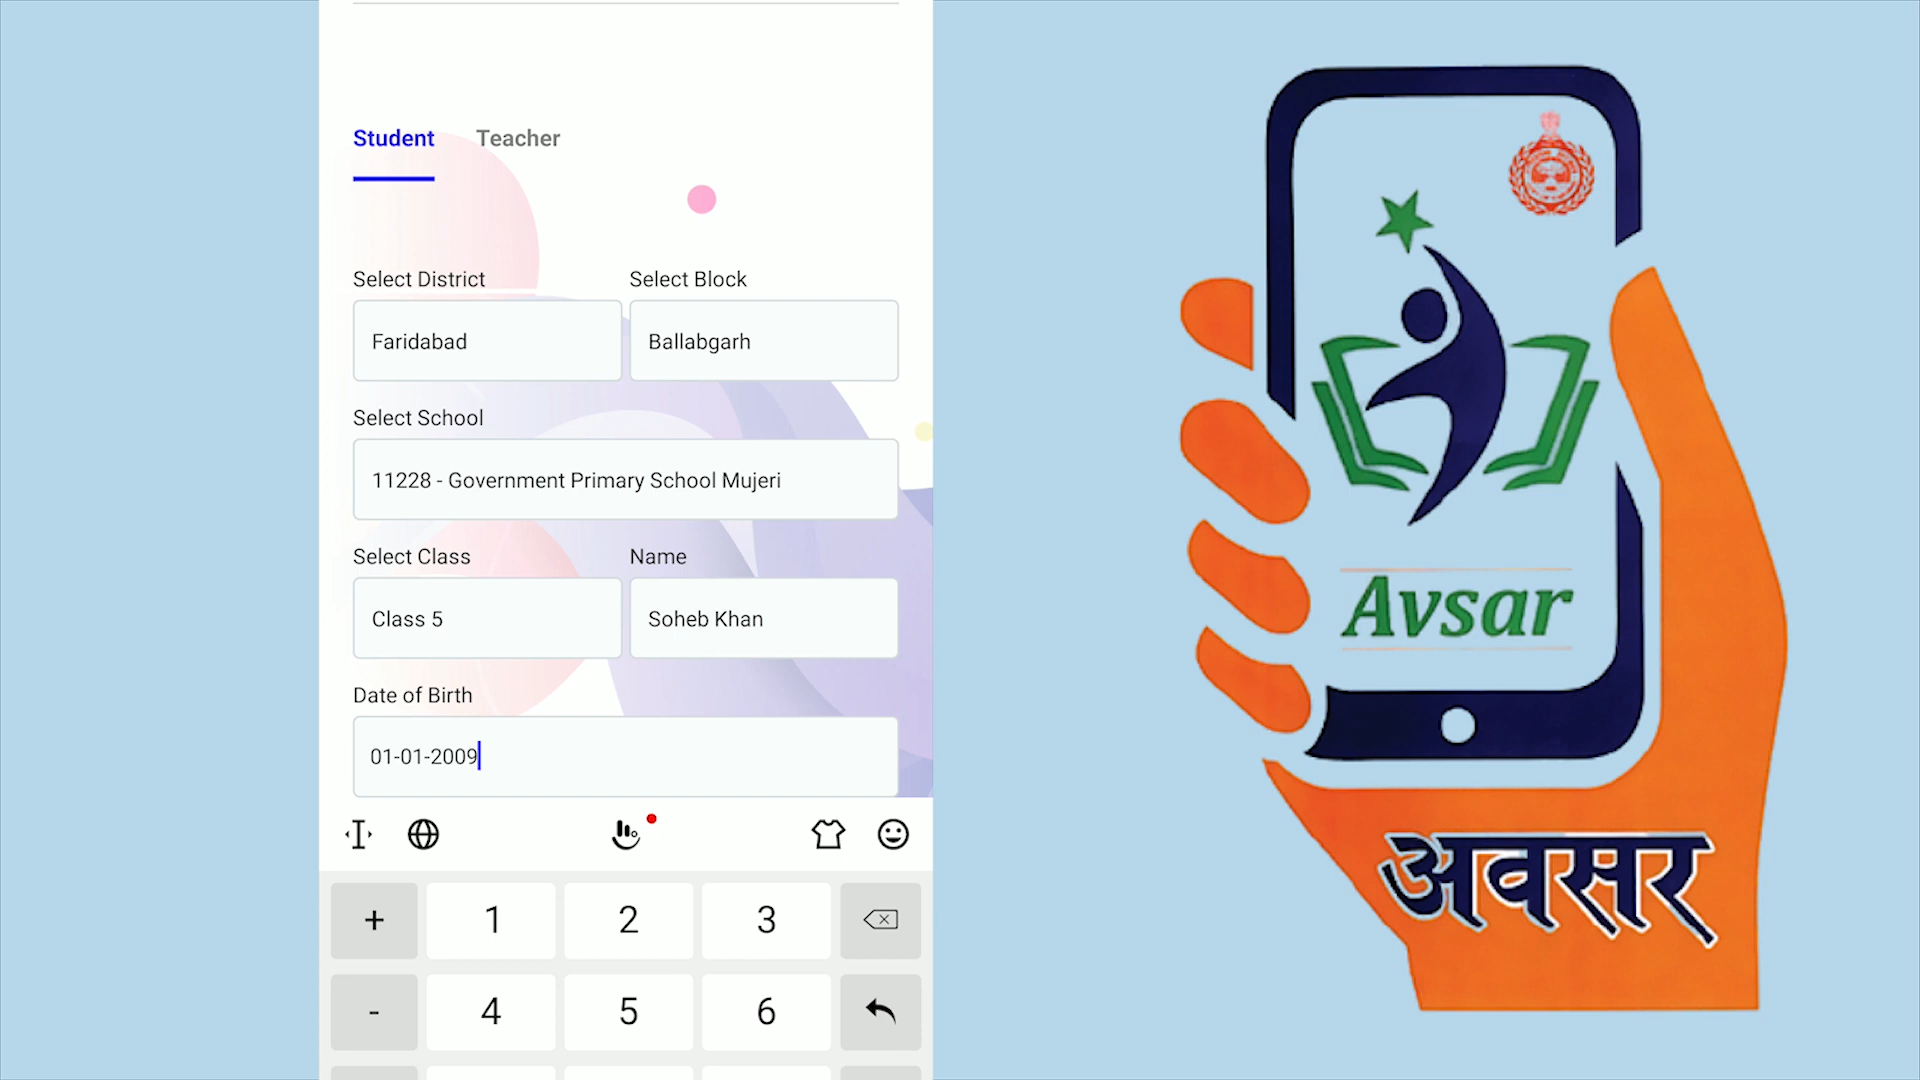 Student Teacher
Select District Select Block
Faridabad Ballabgarh
Select School
11228 - Government Primary School Mujeri
Select Class Name
Class 5 Soheb Khan
Date of Birth
01-01-2009
+ 1 2 3
- 4 5 6
Avsar
अवसर